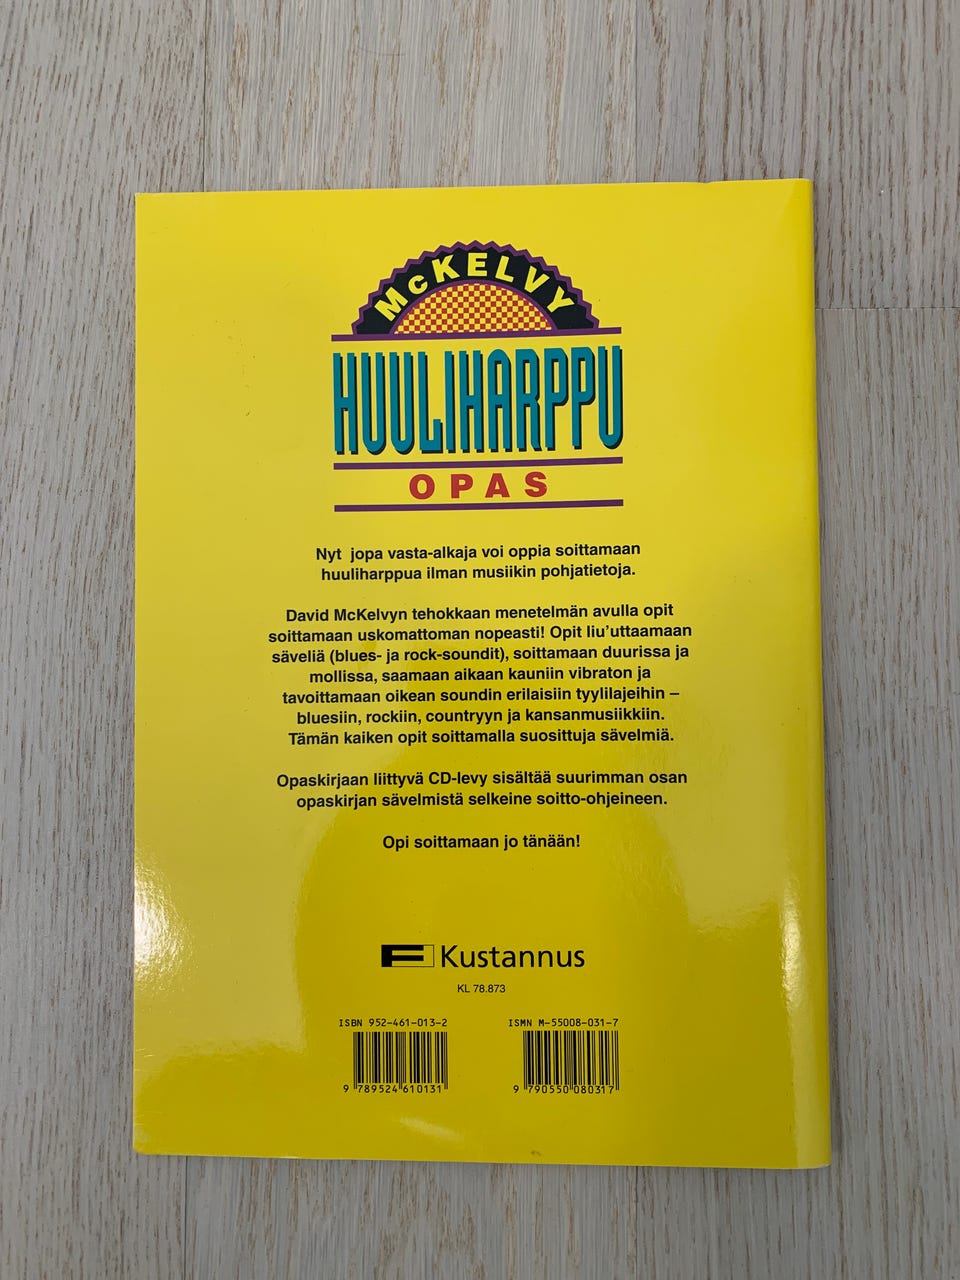 McKELVY
HUULIHARPPU
OPAS
Nyt jopa vasta-alkaja voi oppia soittamaan
huuliharppua ilman musiikin pohjatietoja.
David McKelvyn tehokkaan menetelmän avulla opit
soittamaan uskomattoman nopeasti! Opit liu'uttaamaan
säveliä (blues- ja rock-soundit), soittamaan duurissa ja
mollissa, saamaan aikaan kauniin vibraton ja
tavoittamaan oikean soundin erilaisiin tyylilajeihin –
bluesiin, rockiin, countryyn ja kansanmusiikkiin.
Tämän kaiken opit soittamalla suosittuja sävelmiä.
Opaskirjaan liittyvä CD-levy sisältää suurimman osan
opaskirjan sävelmistä selkeine soitto-ohjeineen.
Opi soittamaan jo tänään!
F Kustannus
KL 78.873
ISBN 952-461-013-2
9 789524 610131
ISMN M-55008-031-7
9 790550 080317